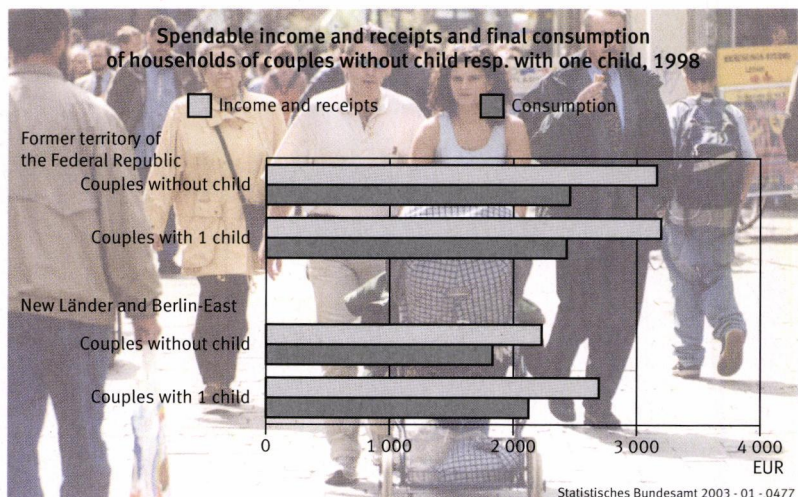 Spendable income and receipts and final consumption
of households of couples without child resp. with one child, 1998
Income and receipts
Consumption
Former territory of
the Federal Republic
Couples without child
Couples with 1 child
New Länder and Berlin-East
Couples without child
Couples with 1 child
0 1 000 2 000 3 000 4 000
EUR
Statistisches Bundesamt 2003 - 01 - 0477